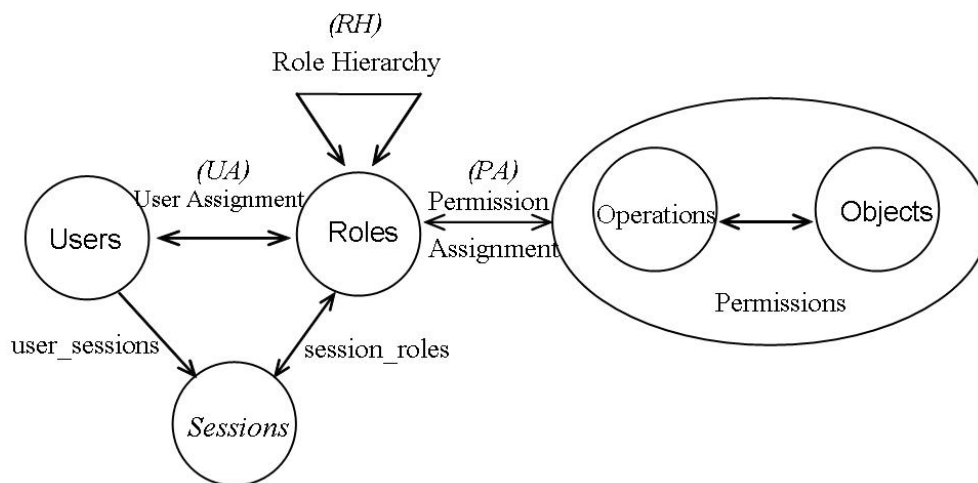 (RH)
Role Hierarchy
(UA)
User Assignment
(PA)
Permission
Assignment
Users
Roles
Operations
Objects
Permissions
user_sessions
session_roles
Sessions